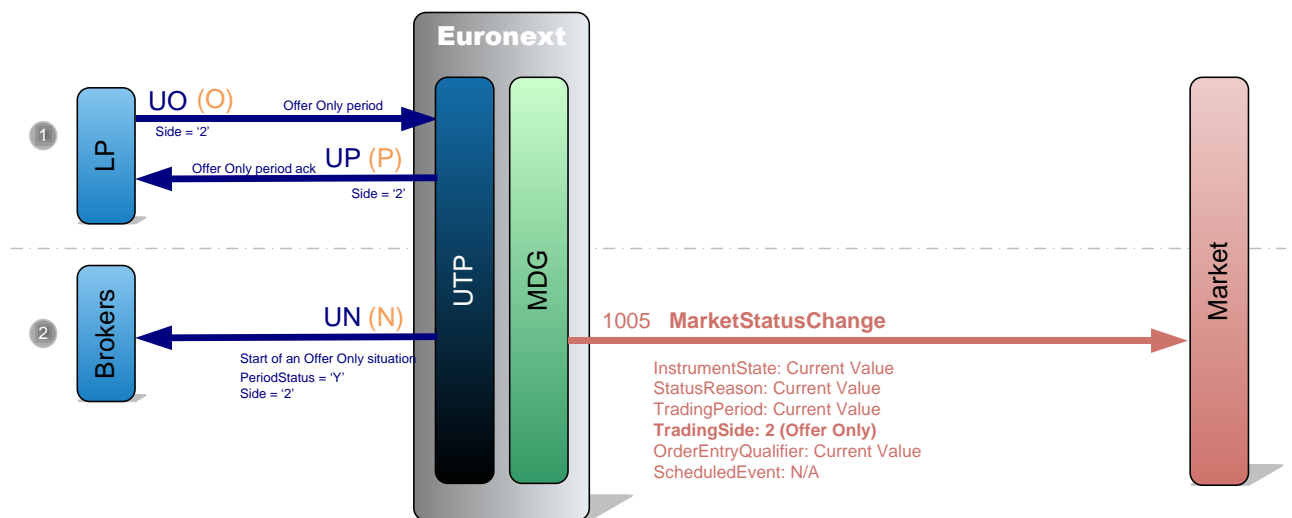 Euronext
1
LP
UO (O)
Offer Only period
Side = ‘2’
UP (P)
Offer Only period ack
Side = ‘2’
UTP
MDG
Market
2
Brokers
UN (N)
Start of an Offer Only situation
PeriodStatus = ‘Y’
Side = ‘2’
1005 MarketStatusChange
InstrumentState: Current Value
StatusReason: Current Value
TradingPeriod: Current Value
TradingSide: 2 (Offer Only)
OrderEntryQualifier: Current Value
ScheduledEvent: N/A